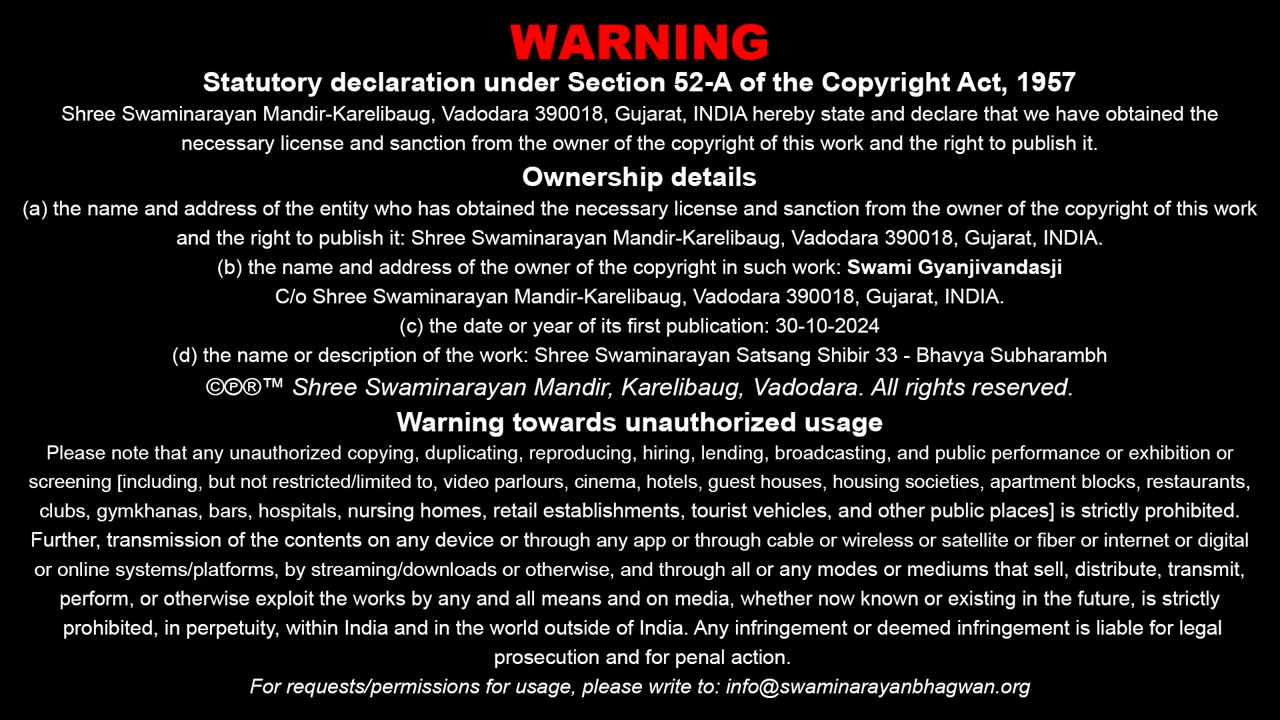 WARNING
Statutory declaration under Section 52-A of the Copyright Act, 1957
Shree Swaminarayan Mandir-Karelibaug, Vadodara 390018, Gujarat, INDIA hereby state and declare that we have obtained the
necessary license and sanction from the owner of the copyright of this work and the right to publish it.
Ownership details
(a) the name and address of the entity who has obtained the necessary license and sanction from the owner of the copyright of this work
and the right to publish it: Shree Swaminarayan Mandir-Karelibaug, Vadodara 390018, Gujarat, INDIA.
(b) the name and address of the owner of the copyright in such work: Swami Gyanjivandasji
C/o Shree Swaminarayan Mandir-Karelibaug, Vadodara 390018, Gujarat, INDIA.
(c) the date or year of its first publication: 30-10-2024
(d) the name or description of the work: Shree Swaminarayan Satsang Shibir 33 - Bhavya Subharambh
©℗®™ Shree Swaminarayan Mandir, Karelibaug, Vadodara. All rights reserved.
Warning towards unauthorized usage
Please note that any unauthorized copying, duplicating, reproducing, hiring, lending, broadcasting, and public performance or exhibition or
screening [including, but not restricted/limited to, video parlours, cinema, hotels, guest houses, housing societies, apartment blocks, restaurants,
clubs, gymkhanas, bars, hospitals, nursing homes, retail establishments, tourist vehicles, and other public places] is strictly prohibited.
Further, transmission of the contents on any device or through any app or through cable or wireless or satellite or fiber or internet or digital
or online systems/platforms, by streaming/downloads or otherwise, and through all or any modes or mediums that sell, distribute, transmit,
perform, or otherwise exploit the works by any and all means and on media, whether now known or existing in the future, is strictly
prohibited, in perpetuity, within India and in the world outside of India. Any infringement or deemed infringement is liable for legal
prosecution and for penal action.
For requests/permissions for usage, please write to: info@swaminarayanbhagwan.org